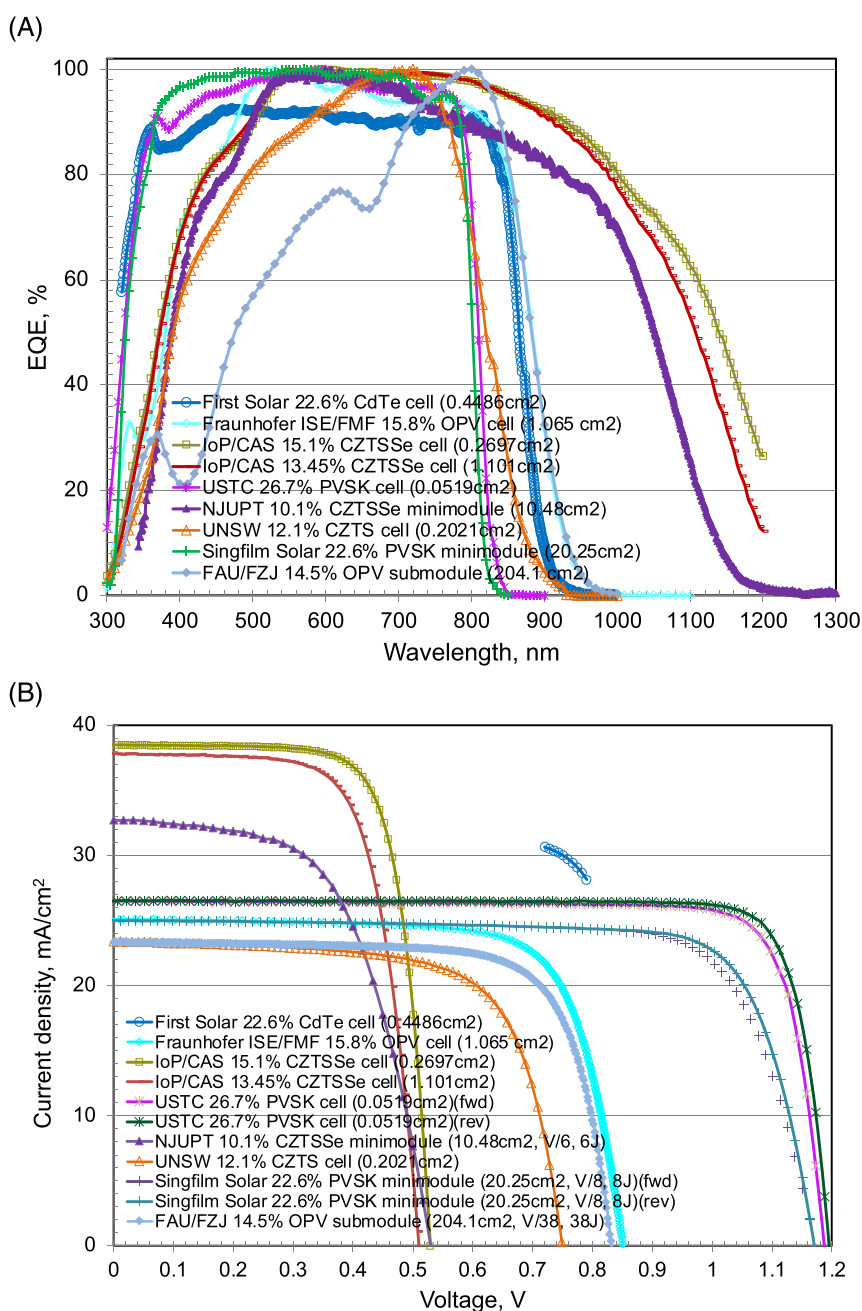 (A)
100
80
60
40
20
0
EQE, %
First Solar 22.6% CdTe cell (0.4486cm2)
Fraunhofer ISE/FMF 15.8% OPV cell (1.065 cm2)
IoP/CAS 15.1% CZTSSe cell (0.2697cm2)
IoP/CAS 13.45% CZTSSe cell (1.101cm2)
USTC 26.7% PVSK cell (0.0519cm2)
NJUPT 10.1% CZTSSe minimodule (10.48cm2)
UNSW 12.1% CZTS cell (0.2021cm2)
Singfilm Solar 22.6% PVSK minimodule (20.25cm2)
FAU/FZJ 14.5% OPV submodule (204.1 cm2)
300 400 500 600 700 800 900 1000 1100 1200 1300
Wavelength, nm
(B)
40
30
20
10
0
Current density, mA/cm²
First Solar 22.6% CdTe cell (0.4486cm2)
Fraunhofer ISE/FMF 15.8% OPV cell (1.065 cm2)
IoP/CAS 15.1% CZTSSe cell (0.2697cm2)
IoP/CAS 13.45% CZTSSe cell (1.101cm2)
USTC 26.7% PVSK cell (0.0519cm2)(fwd)
USTC 26.7% PVSK cell (0.0519cm2)(rev)
NJUPT 10.1% CZTSSe minimodule (10.48cm2, V/6, 6J)
UNSW 12.1% CZTS cell (0.2021cm2)
Singfilm Solar 22.6% PVSK minimodule (20.25cm2, V/8, 8J)(fwd)
Singfilm Solar 22.6% PVSK minimodule (20.25cm2, V/8, 8J)(rev)
FAU/FZJ 14.5% OPV submodule (204.1cm2, V/38, 38J)
0 0.1 0.2 0.3 0.4 0.5 0.6 0.7 0.8 0.9 1 1.1 1.2
Voltage, V